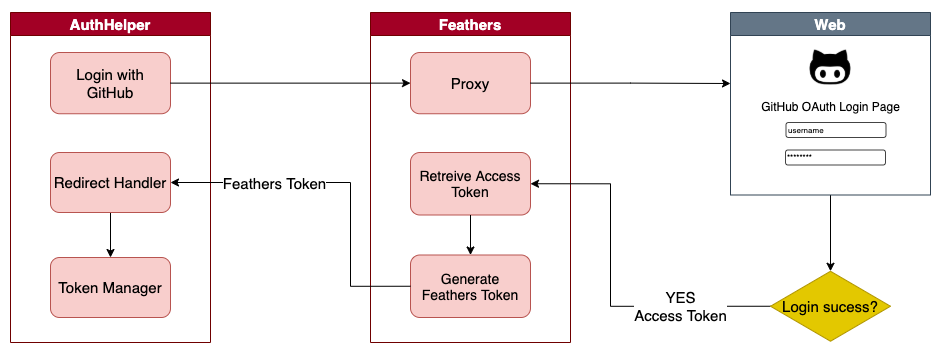 AuthHelper
Feathers
Web
Login with
GitHub
Proxy
GitHub OAuth Login Page
username
********
Redirect Handler
Feathers Token
Retreive Access
Token
Token Manager
Generate
Feathers Token
YES
Access Token
Login sucess?